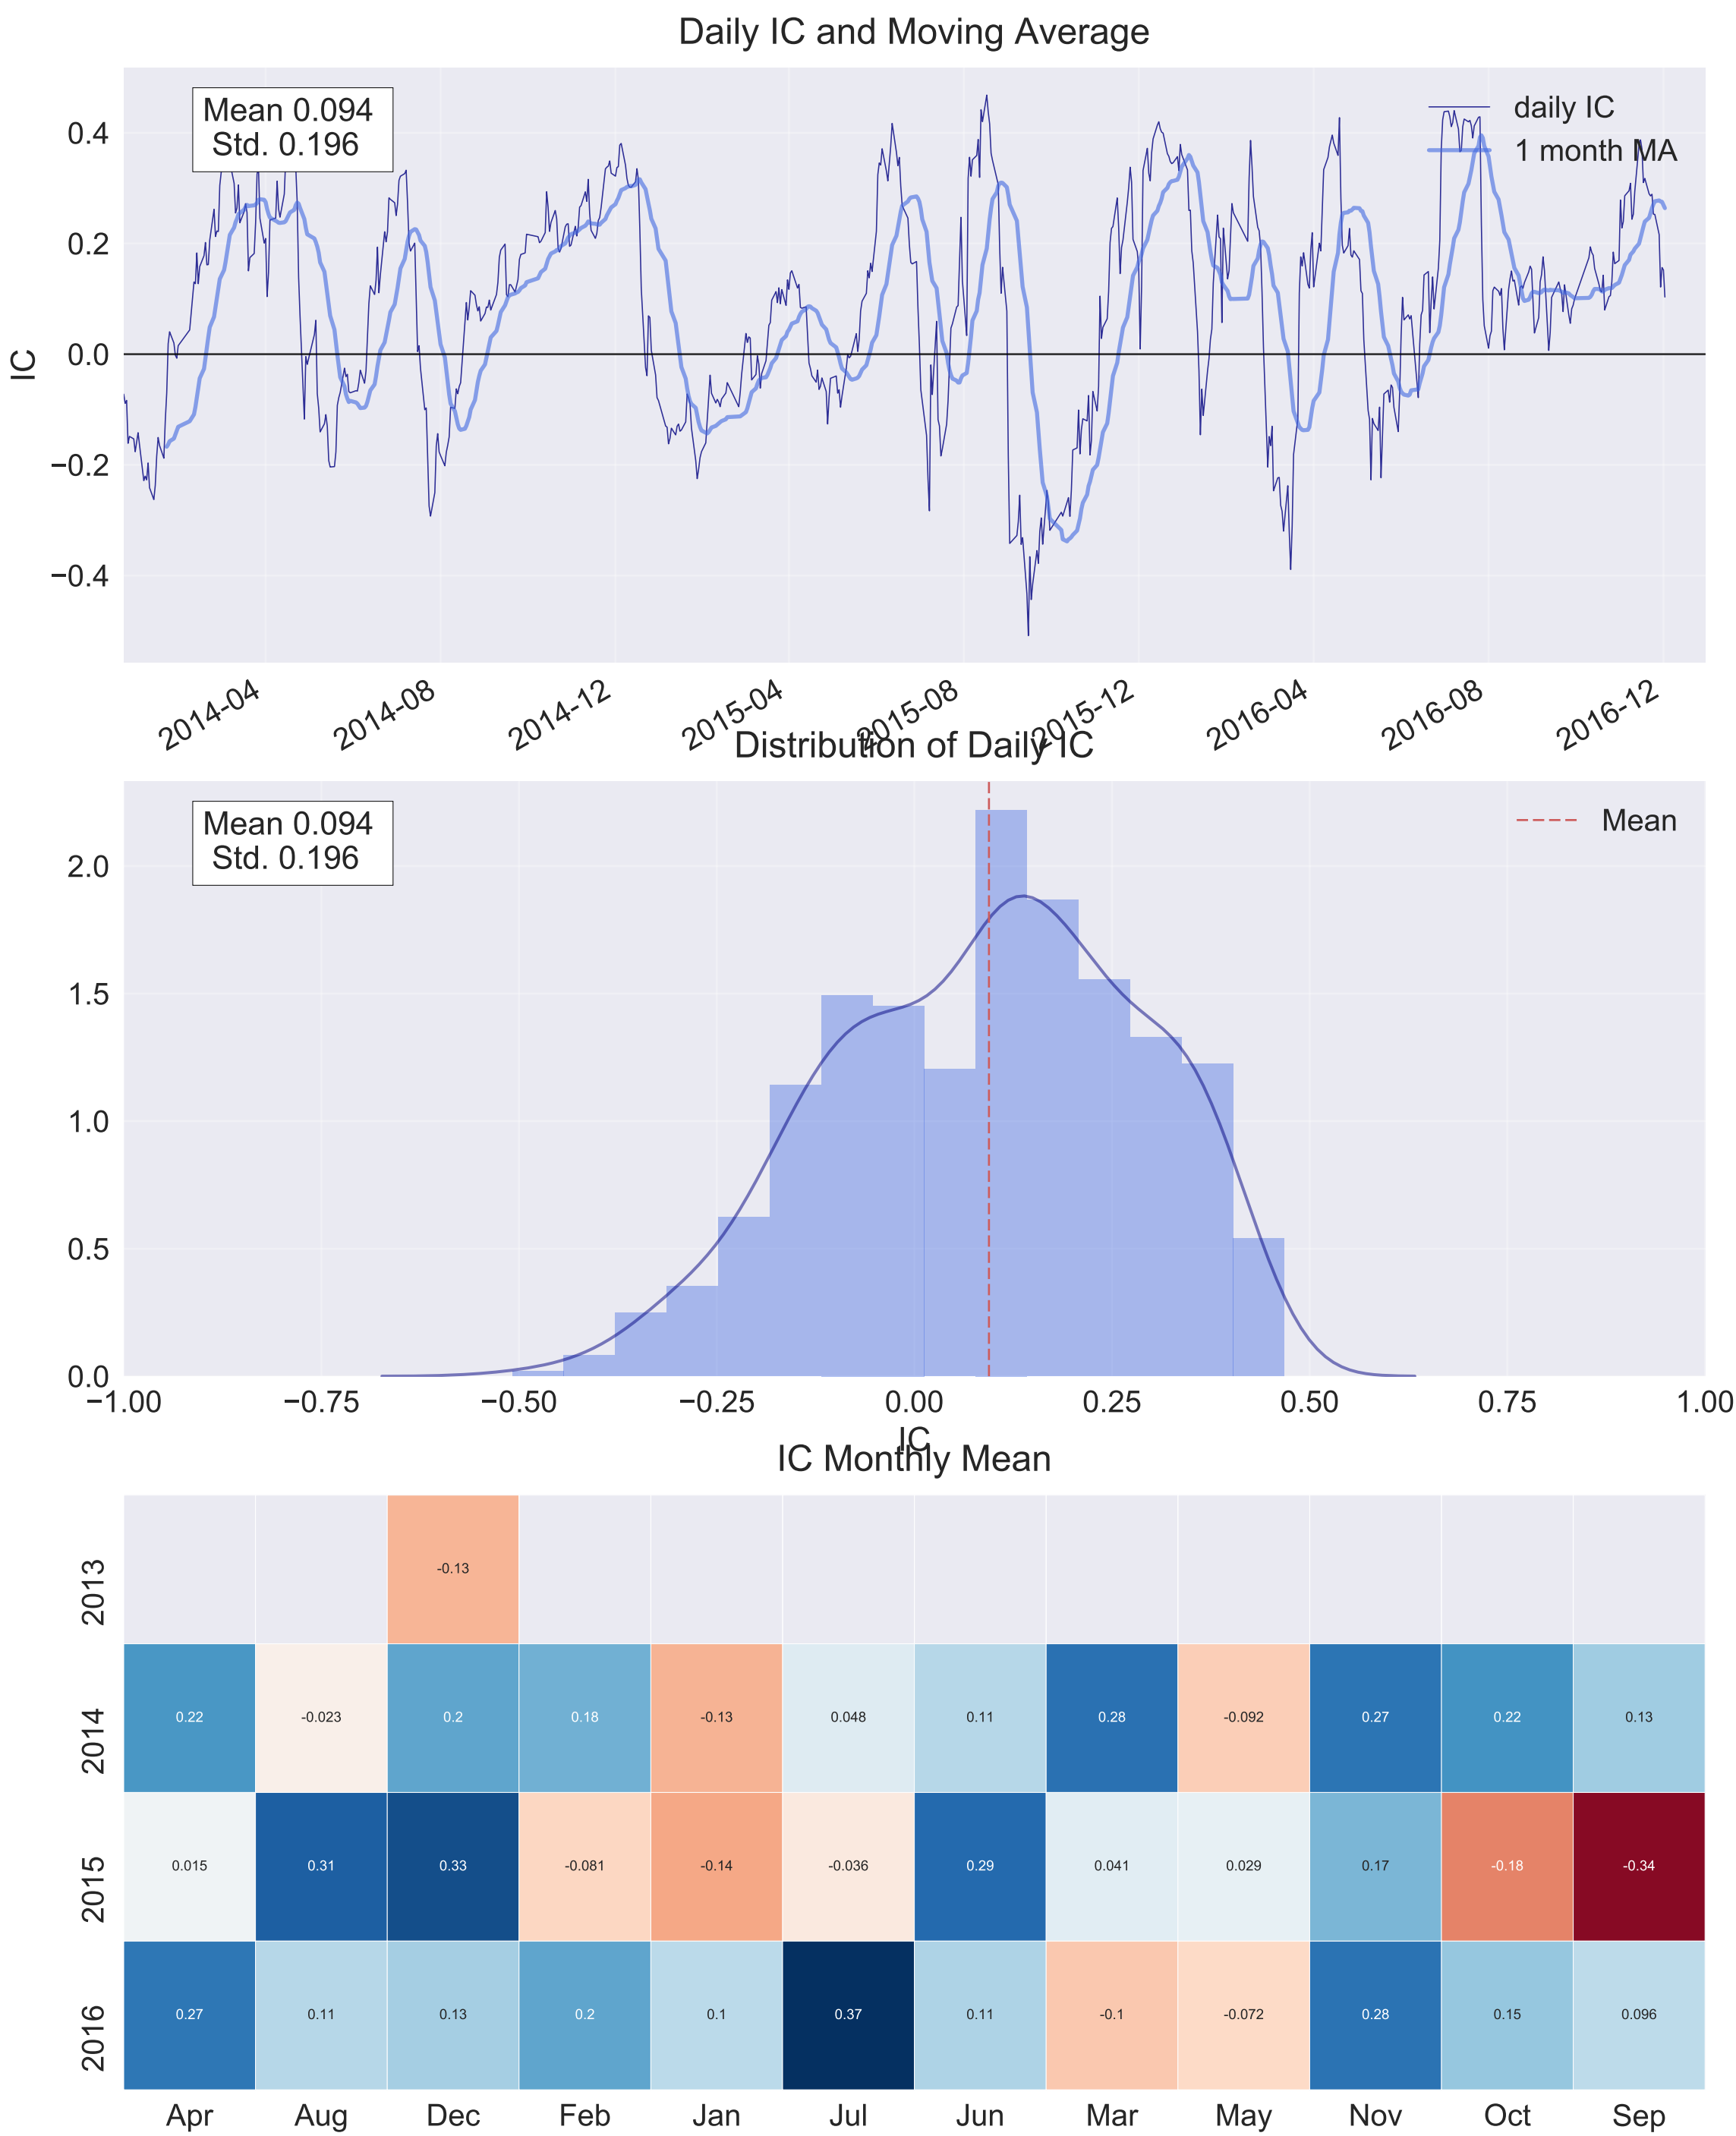 Daily IC and Moving Average
Mean 0.094
Std. 0.196
daily IC
1 month MA
0.4
0.2
0.0
−0.2
−0.4
IC
2014-04
2014-08
2014-12
2015-04
2015-08
2015-12
2016-04
2016-08
2016-12
Distribution of Daily IC
Mean 0.094
Std. 0.196
Mean
2.0
1.5
1.0
0.5
0.0
−1.00 −0.75 −0.50 −0.25 0.00 0.25 0.50 0.75 1.00
IC
IC Monthly Mean
2013 -0.13
2014 0.22 -0.023 0.2 0.18 -0.13 0.048 0.11 0.28 -0.092 0.27 0.22 0.13
2015 0.015 0.31 0.33 -0.081 -0.14 -0.036 0.29 0.041 0.029 0.17 -0.18 -0.34
2016 0.27 0.11 0.13 0.2 0.1 0.37 0.11 -0.1 -0.072 0.28 0.15 0.096
Apr Aug Dec Feb Jan Jul Jun Mar May Nov Oct Sep